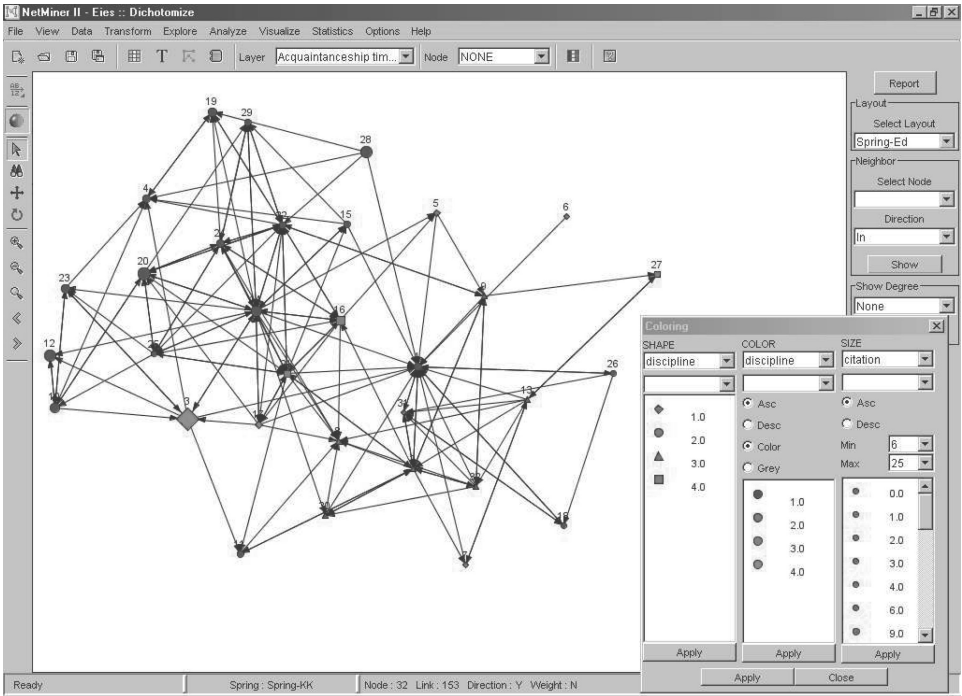 NetMiner II - Eies :: Dichotomize
File View Data Transform Explore Analyze Visualize Statistics Options Help
Layer Acquaintanceship tim... Node NONE
Report
Layout
Select Layout
Spring-Ed
Neighbor
Select Node
Direction
In
Show
Show Degree
None
19
29
28
4
5
6
15
20
23
9
27
16
12
26
3
13
Coloring
SHAPE COLOR SIZE
discipline discipline citation
1.0
2.0
3.0
4.0
Asc
Desc
Color
Grey
1.0
2.0
3.0
4.0
Asc
Desc
Min 6
Max 25
0.0
1.0
2.0
3.0
4.0
6.0
9.0
Apply Apply Apply
Apply Close
Ready Spring : Spring-KK Node : 32 Link : 153 Direction : Y Weight : N